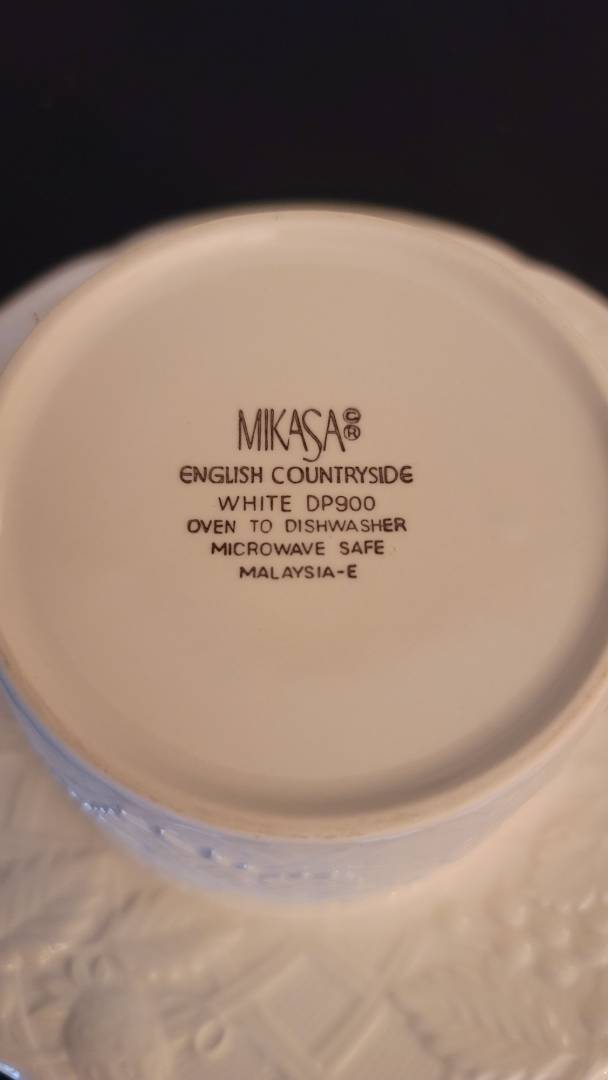 MIKASA©®
ENGLISH COUNTRYSIDE
WHITE DP900
OVEN TO DISHWASHER
MICROWAVE SAFE
MALAYSIA-E